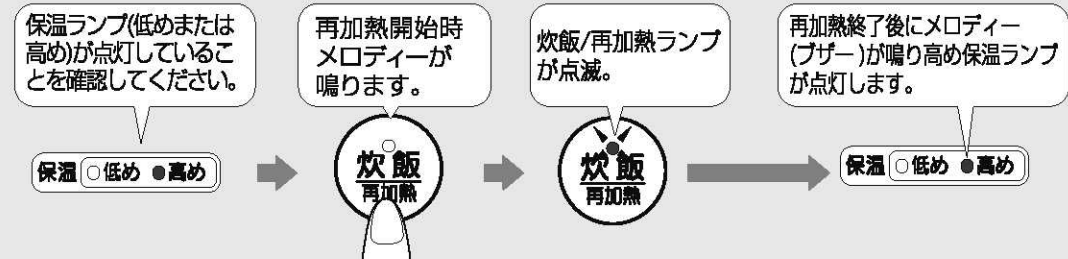 保温ランプ(低めまたは
高め)が点灯しているこ
とを確認してください。
再加熱開始時
メロディーが
鳴ります。
炊飯/再加熱ランプ
が点滅。
再加熱終了後にメロディー
(ブザー)が鳴り高め保温ランプ
が点灯します。
保温 ○低め ●高め
炊飯
再加熱
炊飯
再加熱
保温 ○低め ●高め